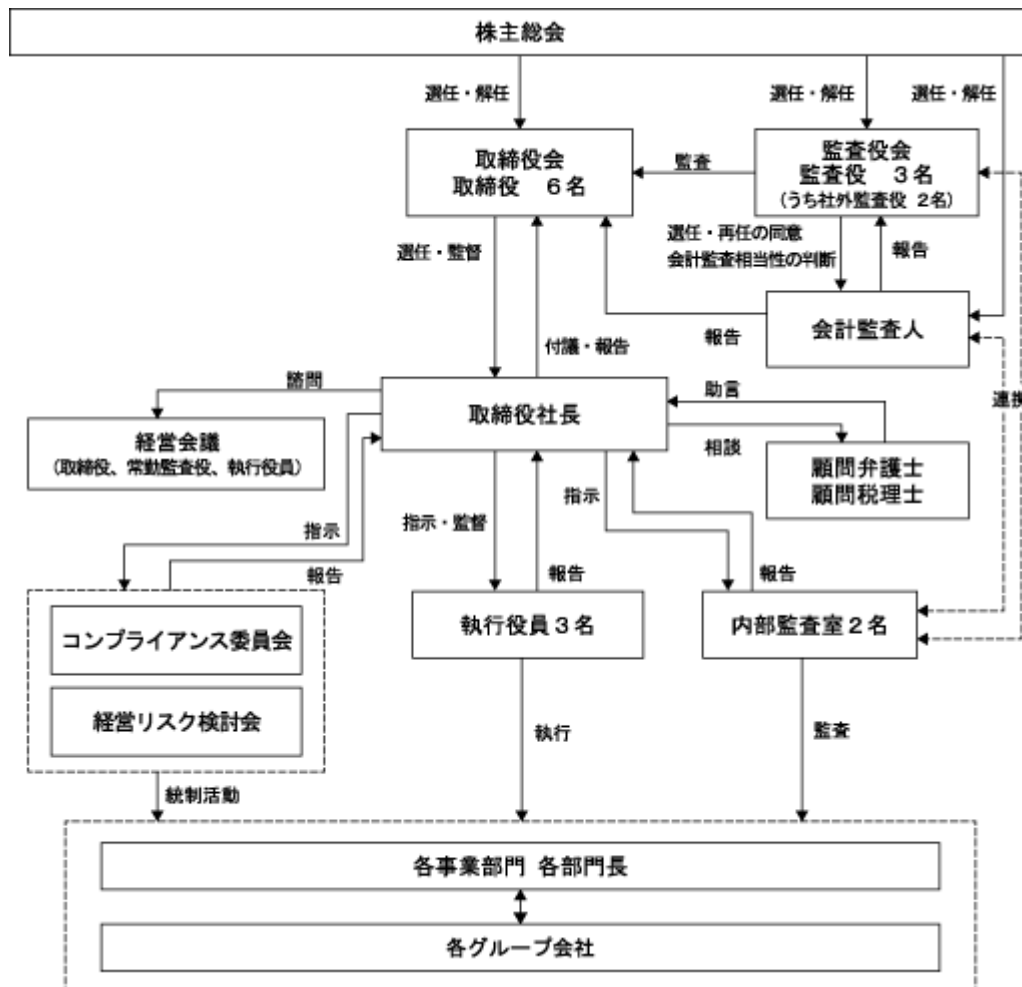 株主総会
選任・解任
選任・解任
選任・解任
取締役会
取締役 6名
監査
監査役会
監査役 3名
(うち社外監査役 2名)
選任・監督
選任・再任の同意
会計監査相当性の判断
報告
会計監査人
報告
付議・報告
諮問
取締役社長
助言
連携
経営会議
(取締役、常勤監査役、執行役員)
相談
顧問弁護士
顧問税理士
指示
報告
指示・監督
報告
指示
報告
コンプライアンス委員会
経営リスク検討会
執行役員3名
内部監査室2名
統制活動
執行
監査
各事業部門 各部門長
各グループ会社